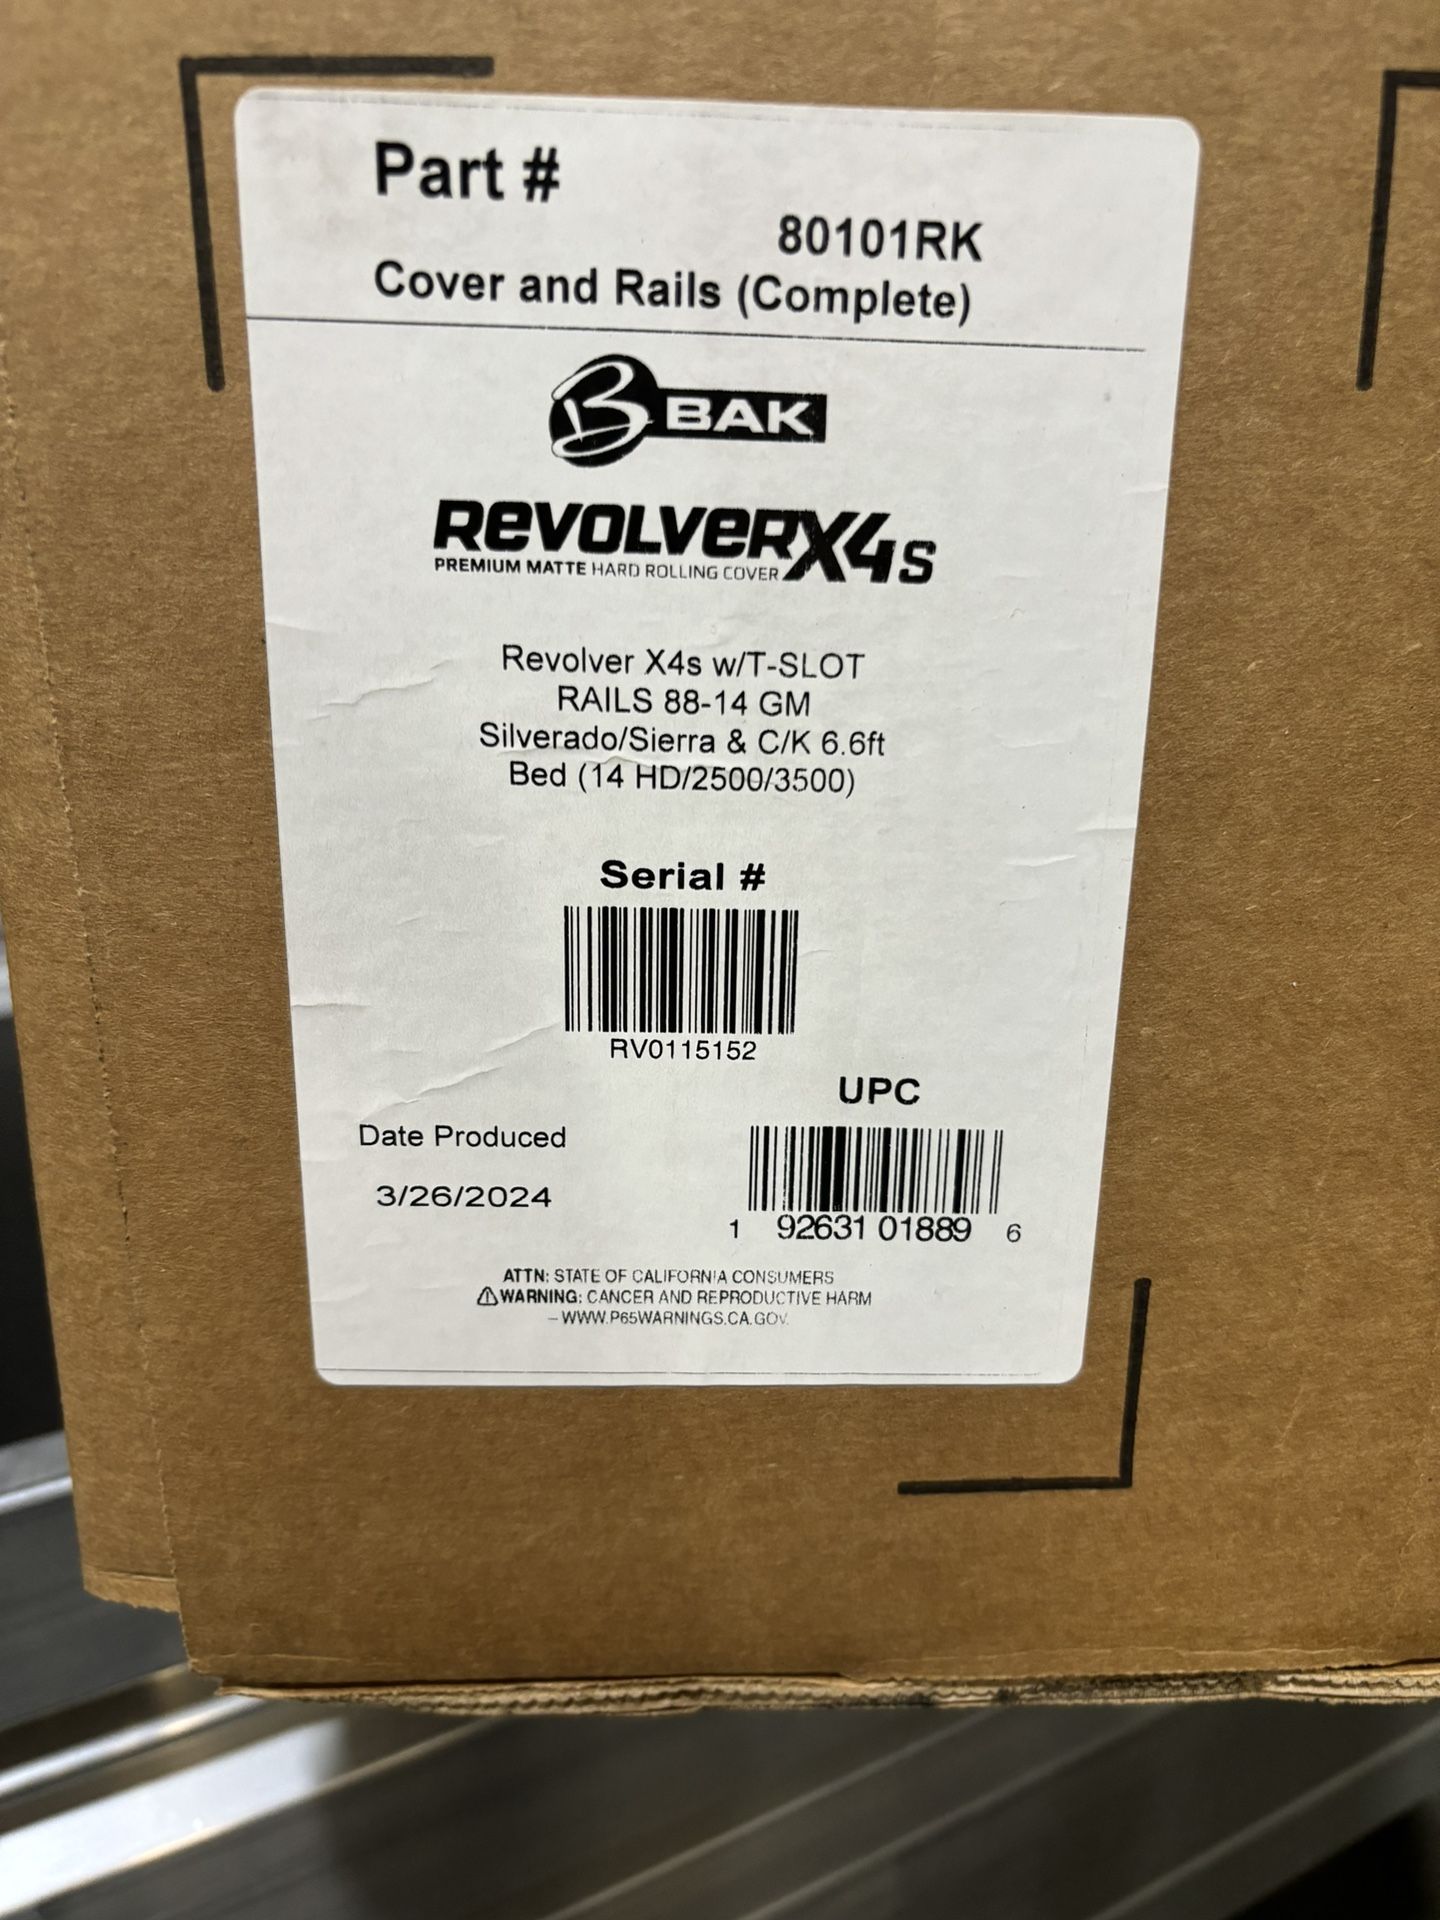 Part #
80101RK
Cover and Rails (Complete)
B BAK
REVOLVERX4s
PREMIUM MATTE HARD ROLLING COVER
Revolver X4s w/T-SLOT
RAILS 88-14 GM
Silverado/Sierra & C/K 6.6ft
Bed (14 HD/2500/3500)
Serial #
RV0115152
UPC
Date Produced
3/26/2024
1 92631 01889 6
ATTN: STATE OF CALIFORNIA CONSUMERS
⚠WARNING: CANCER AND REPRODUCTIVE HARM
– WWW.P65WARNINGS.CA.GOV.